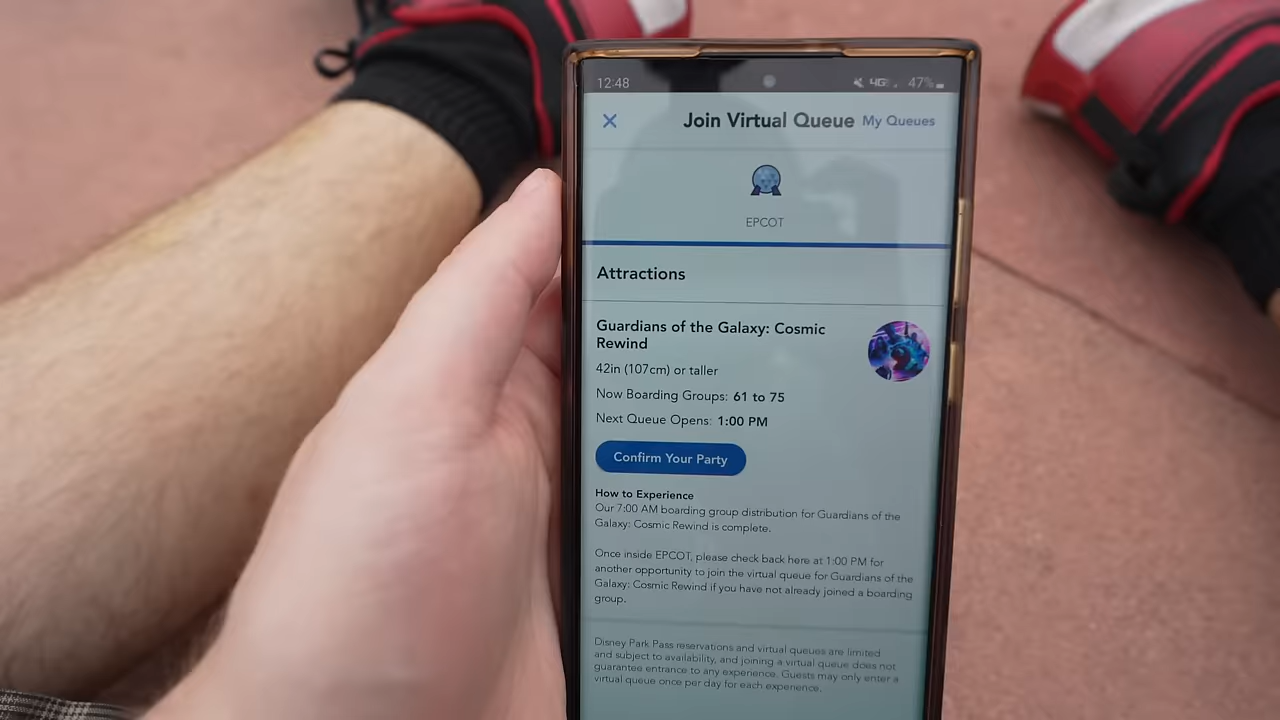 12:48 4G 47%
Join Virtual Queue My Queues
EPCOT
Attractions
Guardians of the Galaxy: Cosmic
Rewind
42in (107cm) or taller
Now Boarding Groups: 61 to 75
Next Queue Opens: 1:00 PM
Confirm Your Party
How to Experience
Our 7:00 AM boarding group distribution for Guardians of the
Galaxy: Cosmic Rewind is complete.
Once inside EPCOT, please check back here at 1:00 PM for
another opportunity to join the virtual queue for Guardians of the
Galaxy: Cosmic Rewind if you have not already joined a boarding
group.
Disney Park Pass reservations and virtual queues are limited
and subject to availability, and joining a virtual queue does not
guarantee entrance to any experience. Guests may only enter a
virtual queue once per day for each experience.